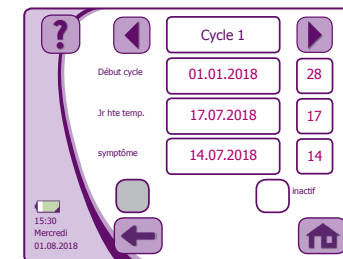 ?
Cycle 1
Début cycle 01.01.2018 28
Jr hte temp. 17.07.2018 17
symptôme 14.07.2018 14
inactif
15:30
Mercredi
01.08.2018